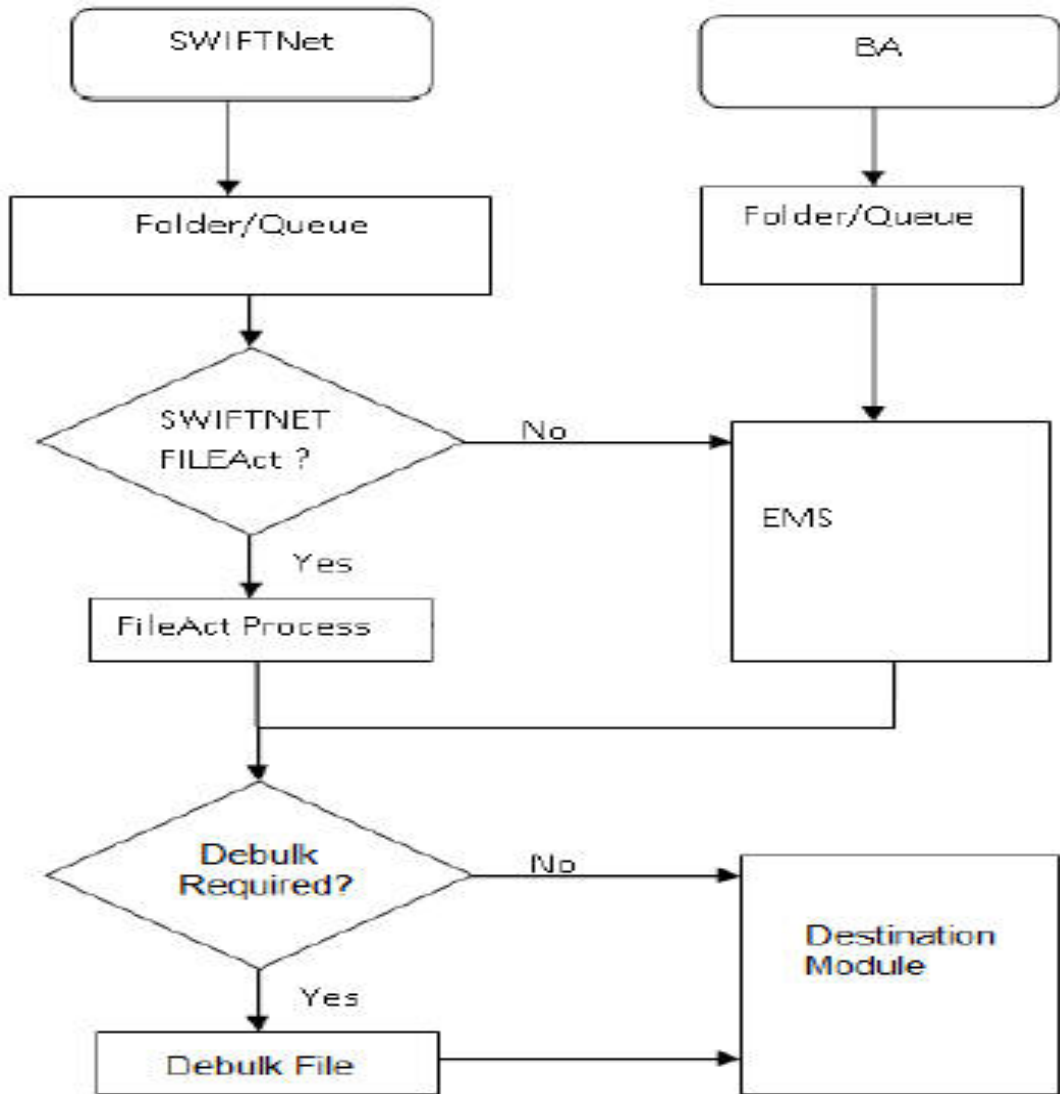 SWIFTNet
BA
Folder/Queue
Folder/Queue
SWIFTNET
FILEAct ?
No
EMS
Yes
FileAct Process
Debulk
Required?
No
Destination
Module
Yes
Debulk File